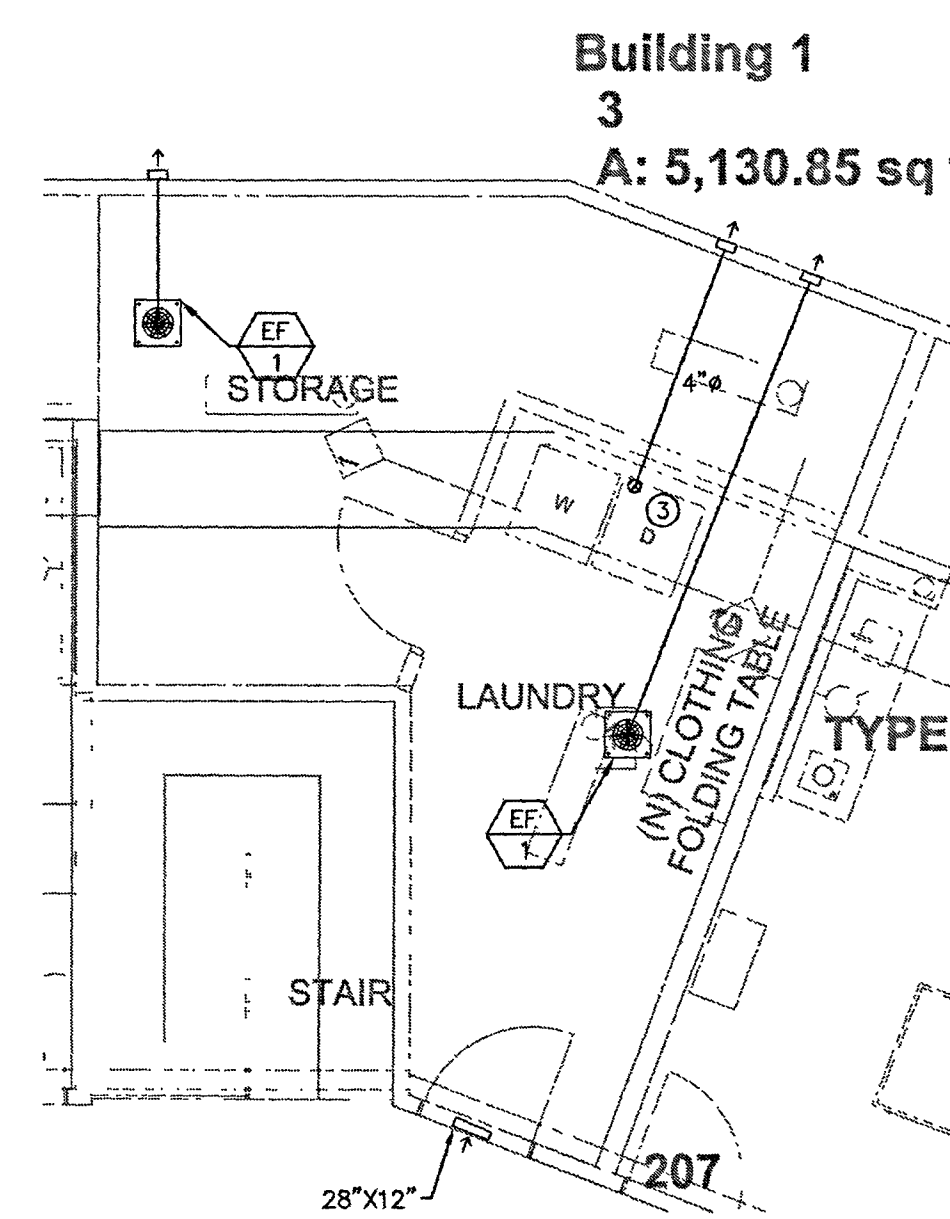 Building 1
3
A: 5,130.85 sq
EF
1
STORAGE
4"Ø
W
3
D
LAUNDRY
(N) CLOTHING
FOLDING TABLE
TYPE
EF
1
STAIR
207
28"X12"